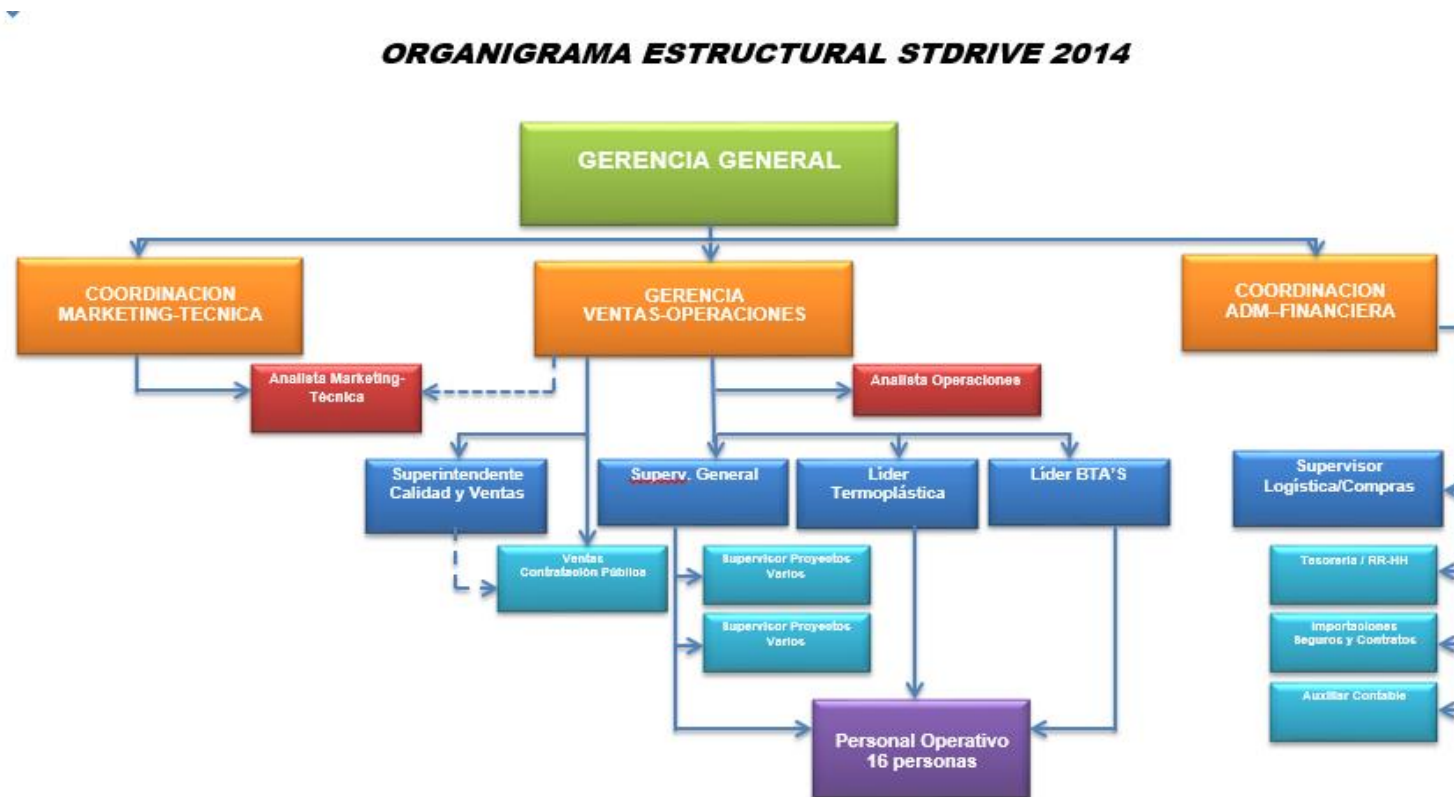 ORGANIGRAMA ESTRUCTURAL STDRIVE 2014
GERENCIA GENERAL
COORDINACION
MARKETING-TECNICA
GERENCIA
VENTAS-OPERACIONES
COORDINACION
ADM–FINANCIERA
Analista Marketing-
Técnica
Analista Operaciones
Superintendente
Calidad y Ventas
Superv. General
Líder
Termoplástica
Líder BTA'S
Supervisor
Logística/Compras
Ventas
Contratación Pública
Supervisor Proyectos
Varios
Tesorería / RR-HH
Supervisor Proyectos
Varios
Importaciones
Seguros y Contratos
Auxiliar Contable
Personal Operativo
16 personas